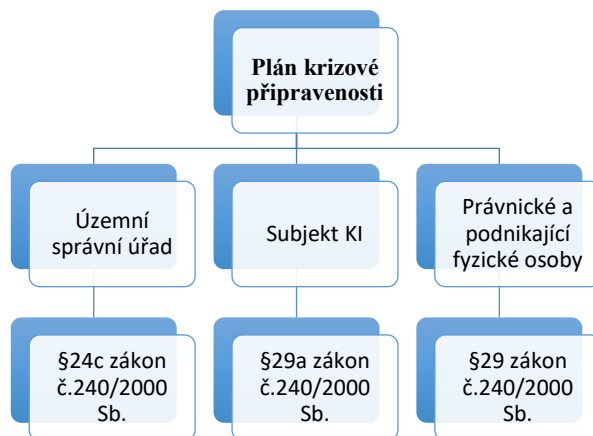 Plán krizové
připravenosti
Územní
správní úřad
Subjekt KI
Právnické a
podnikající
fyzické osoby
§24c zákon
č.240/2000
Sb.
§29a zákon
č.240/2000
Sb.
§29 zákon
č.240/2000
Sb.